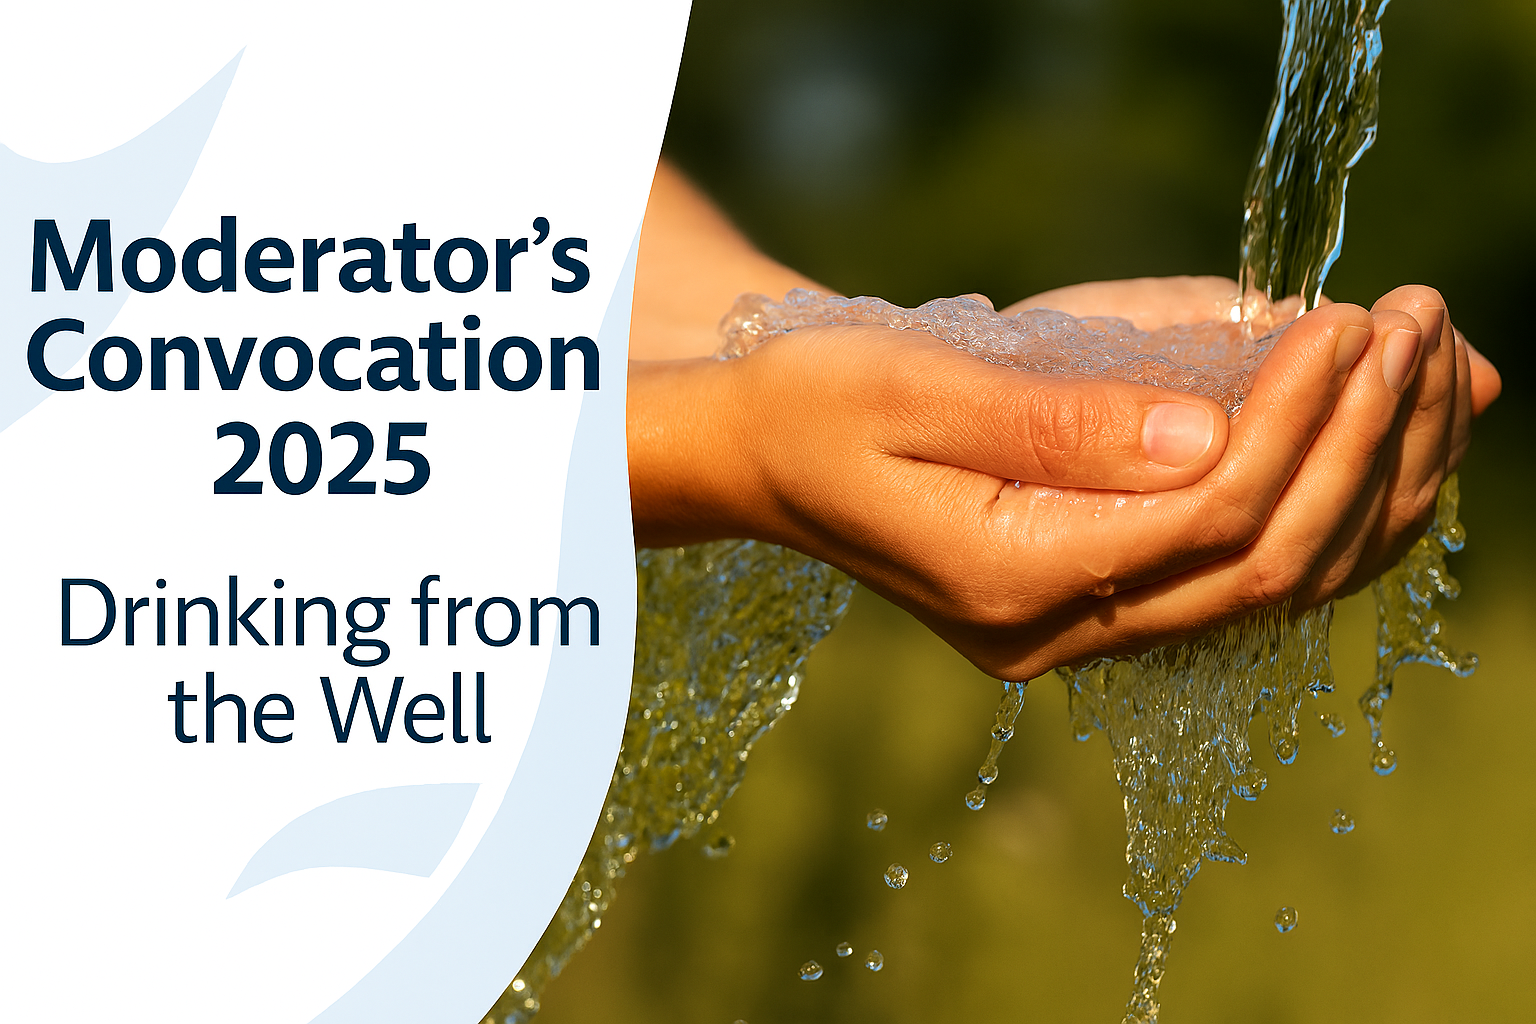 Moderator’s
Convocation
2025
Drinking from
the Well